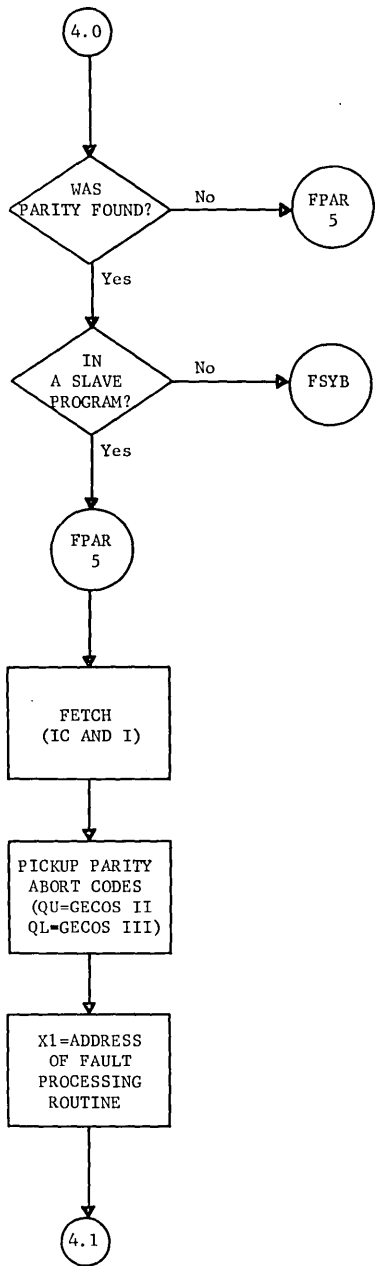 4.0
WAS
PARITY FOUND?
No
FPAR
5
Yes
IN
A SLAVE
PROGRAM?
No
FSYB
Yes
FPAR
5
FETCH
(IC AND I)
PICKUP PARITY
ABORT CODES
(QU=GECOS II
QL=GECOS III)
X1=ADDRESS
OF FAULT
PROCESSING
ROUTINE
4.1